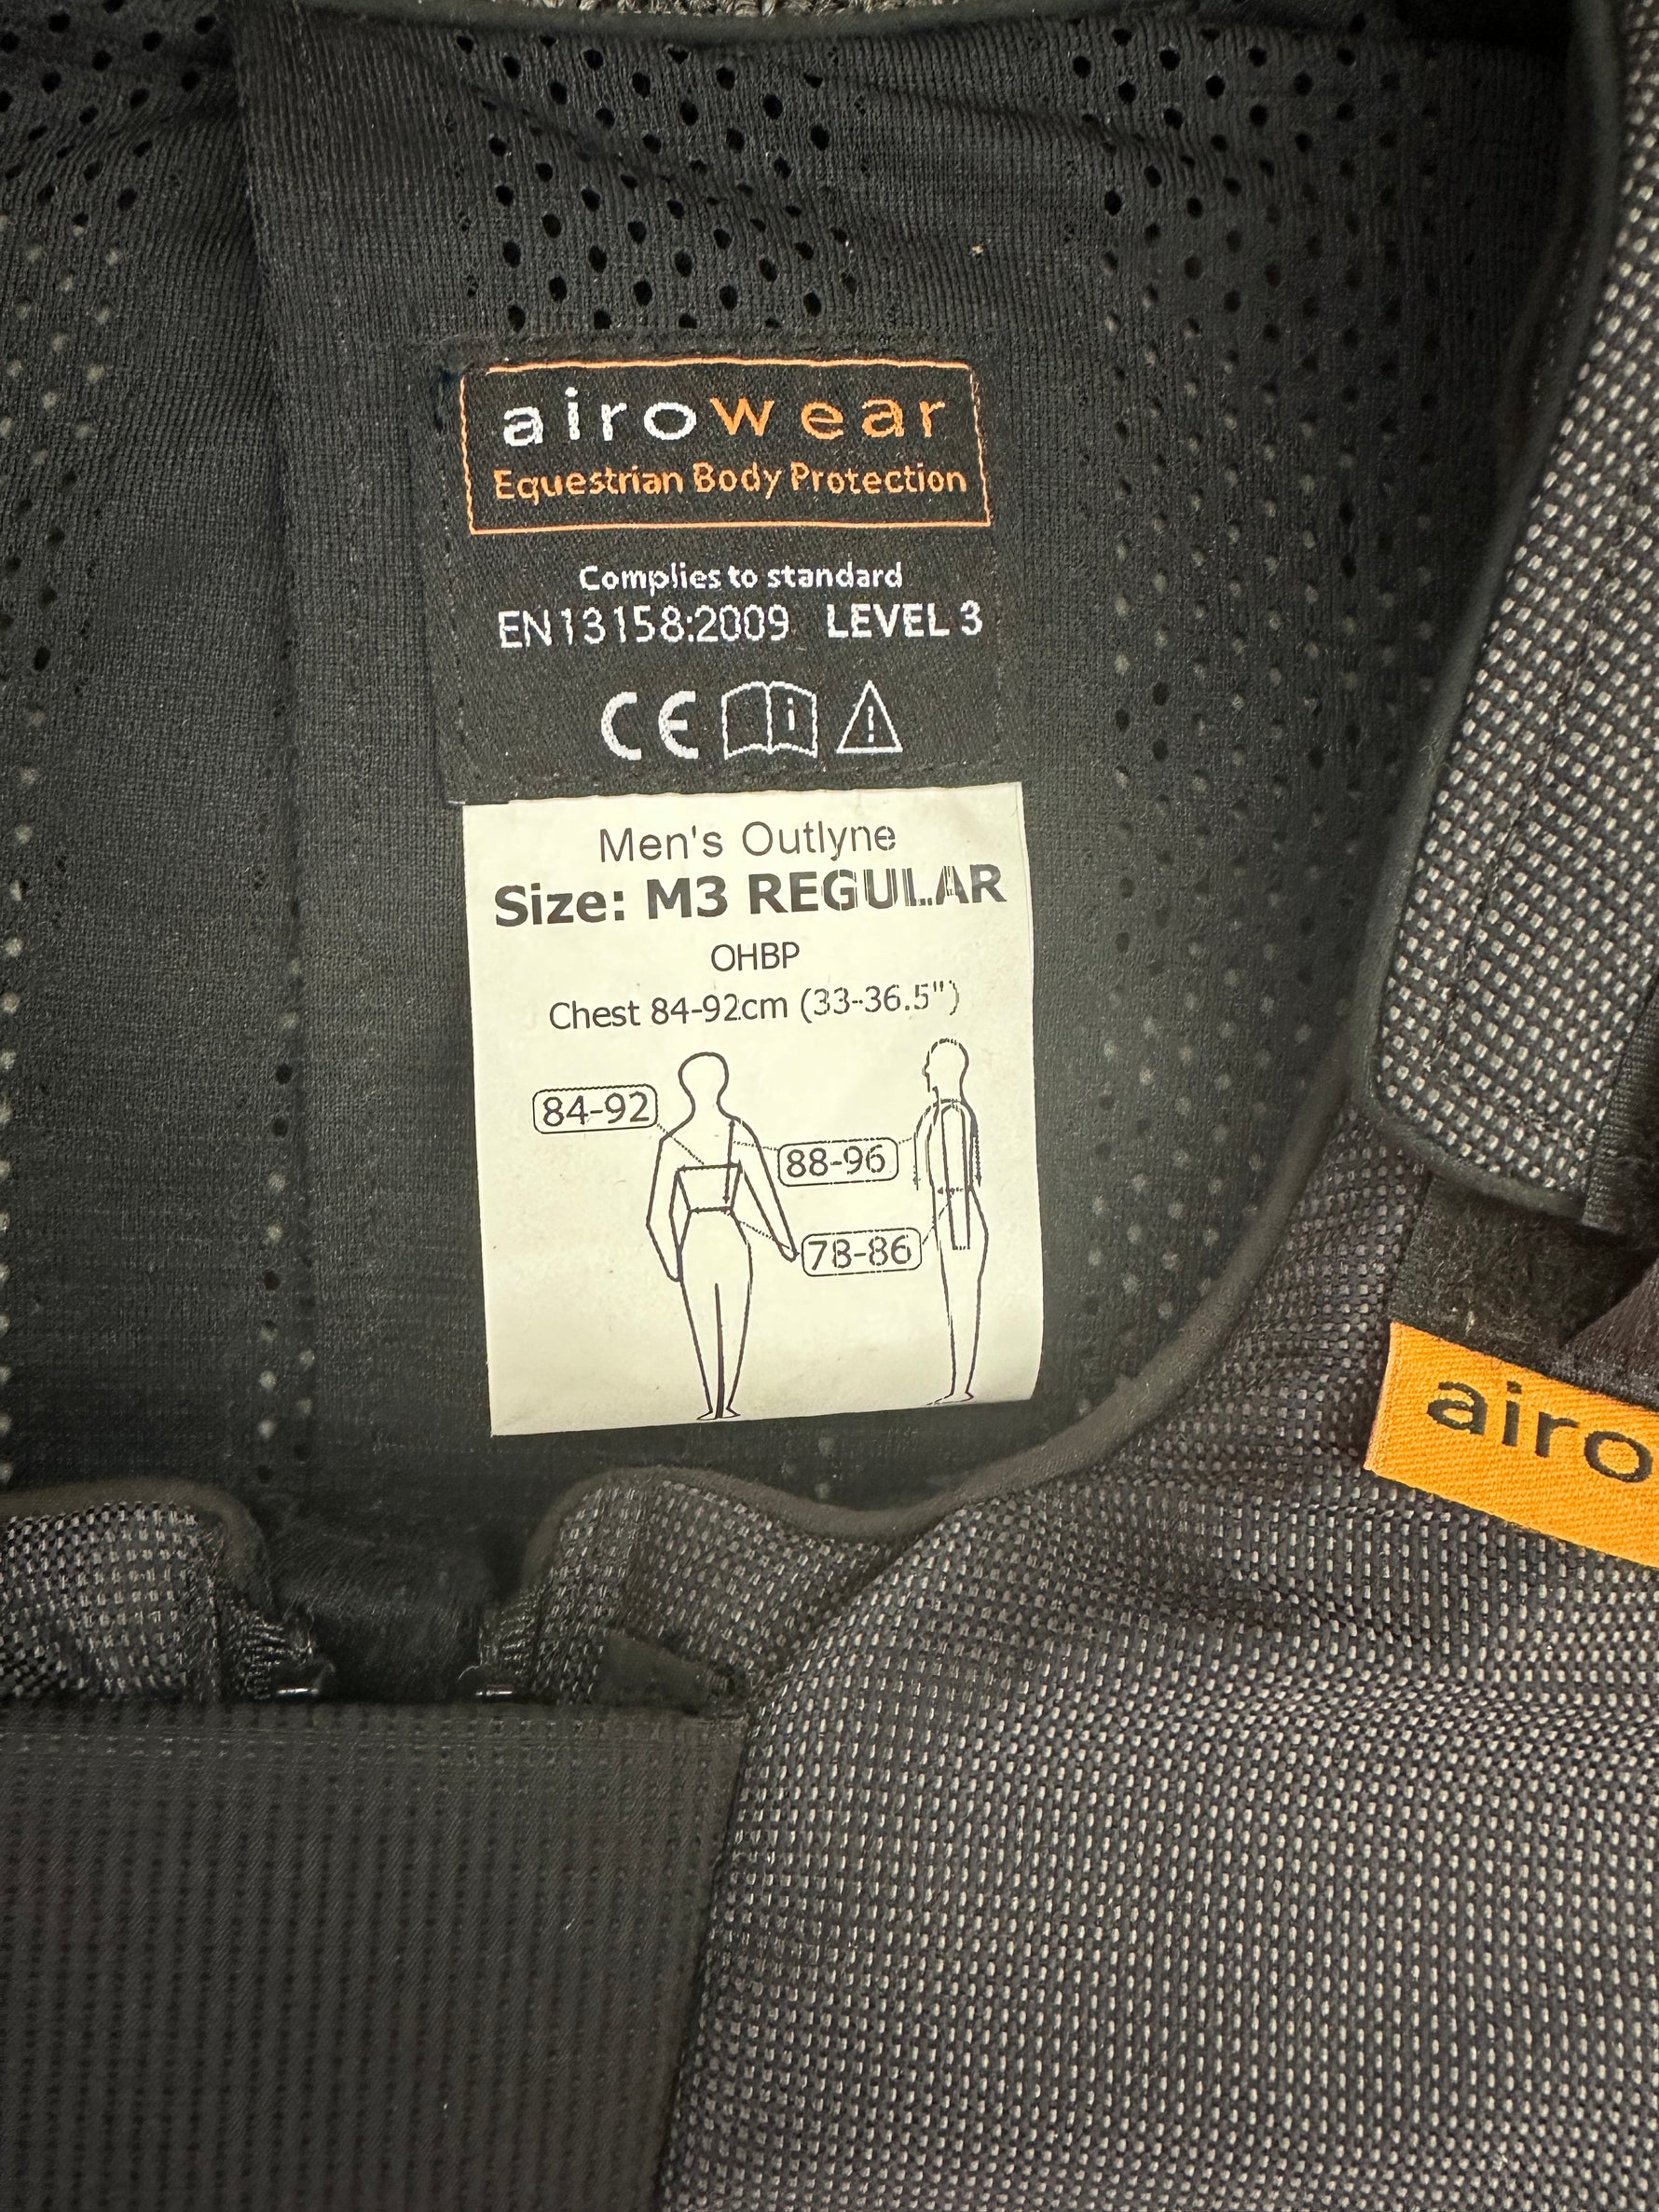 airowear
Equestrian Body Protection
Complies to standard
EN13158:2009 LEVEL 3
CE i !
Men's Outlyne
Size: M3 REGULAR
OHBP
Chest 84-92cm (33-36.5")
84-92
88-96
78-86
airo